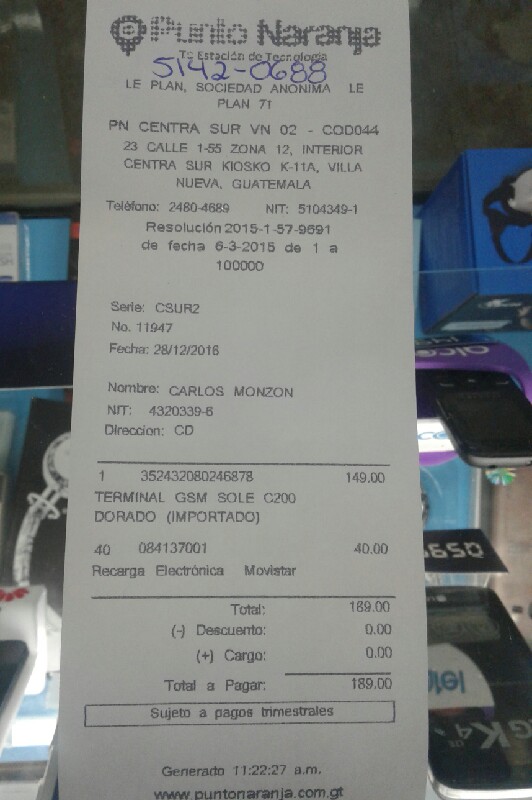 Punto Naranja
Tu Estación de Tecnología
5142-0688
LE PLAN, SOCIEDAD ANONIMA LE
PLAN 71
PN CENTRA SUR VN 02 - COD044
23 CALLE 1-55 ZONA 12, INTERIOR
CENTRA SUR KIOSKO K-11A, VILLA
NUEVA, GUATEMALA
Teléfono: 2480-4689 NIT: 5104349-1
Resolución 2015-1-57-9591
de fecha 6-3-2015 de 1 a
100000
Serie: CSUR2
No. 11947
Fecha: 28/12/2016
Nombre: CARLOS MONZON
NIT: 4320339-6
Direccion: CD
1 352432080246878 149.00
TERMINAL GSM SOLE C200
DORADO (IMPORTADO)
40 084137001 40.00
Recarga Electrónica Movistar
Total: 189.00
(-) Descuento: 0.00
(+) Cargo: 0.00
Total a Pagar: 189.00
Sujeto a pagos trimestrales
Generado 11:22:27 a.m.
www.puntonaranja.com.gt
alcatel
Q595
K4